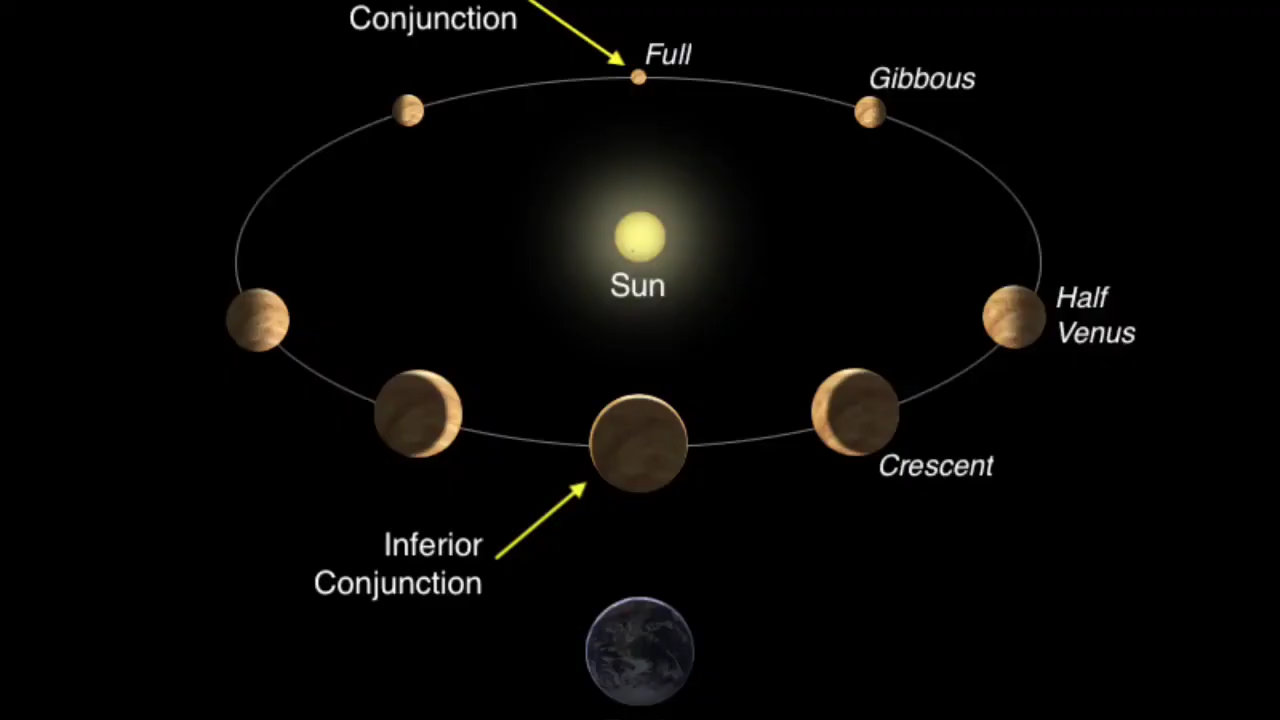 Conjunction
Full
Gibbous
Sun
Half
Venus
Crescent
Inferior
Conjunction